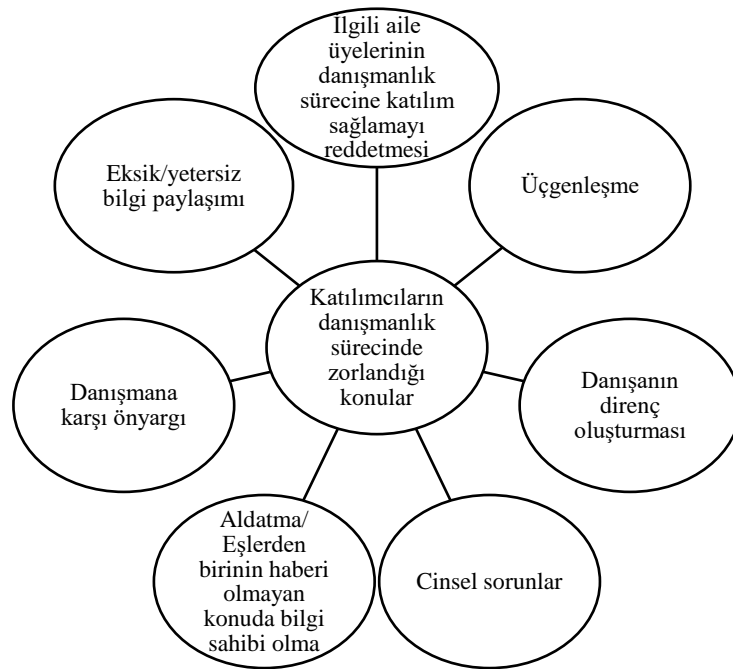 İlgili aile
üyelerinin
danışmanlık
sürecine katılım
sağlamayı
reddetmesi
Üçgenleşme
Danışanın
direnç
oluşturması
Cinsel sorunlar
Aldatma/
Eşlerden
birinin haberi
olmayan
konuda bilgi
sahibi olma
Danışmana
karşı önyargı
Eksik/yetersiz
bilgi paylaşımı
Katılımcıların
danışmanlık
sürecinde
zorlandığı
konular